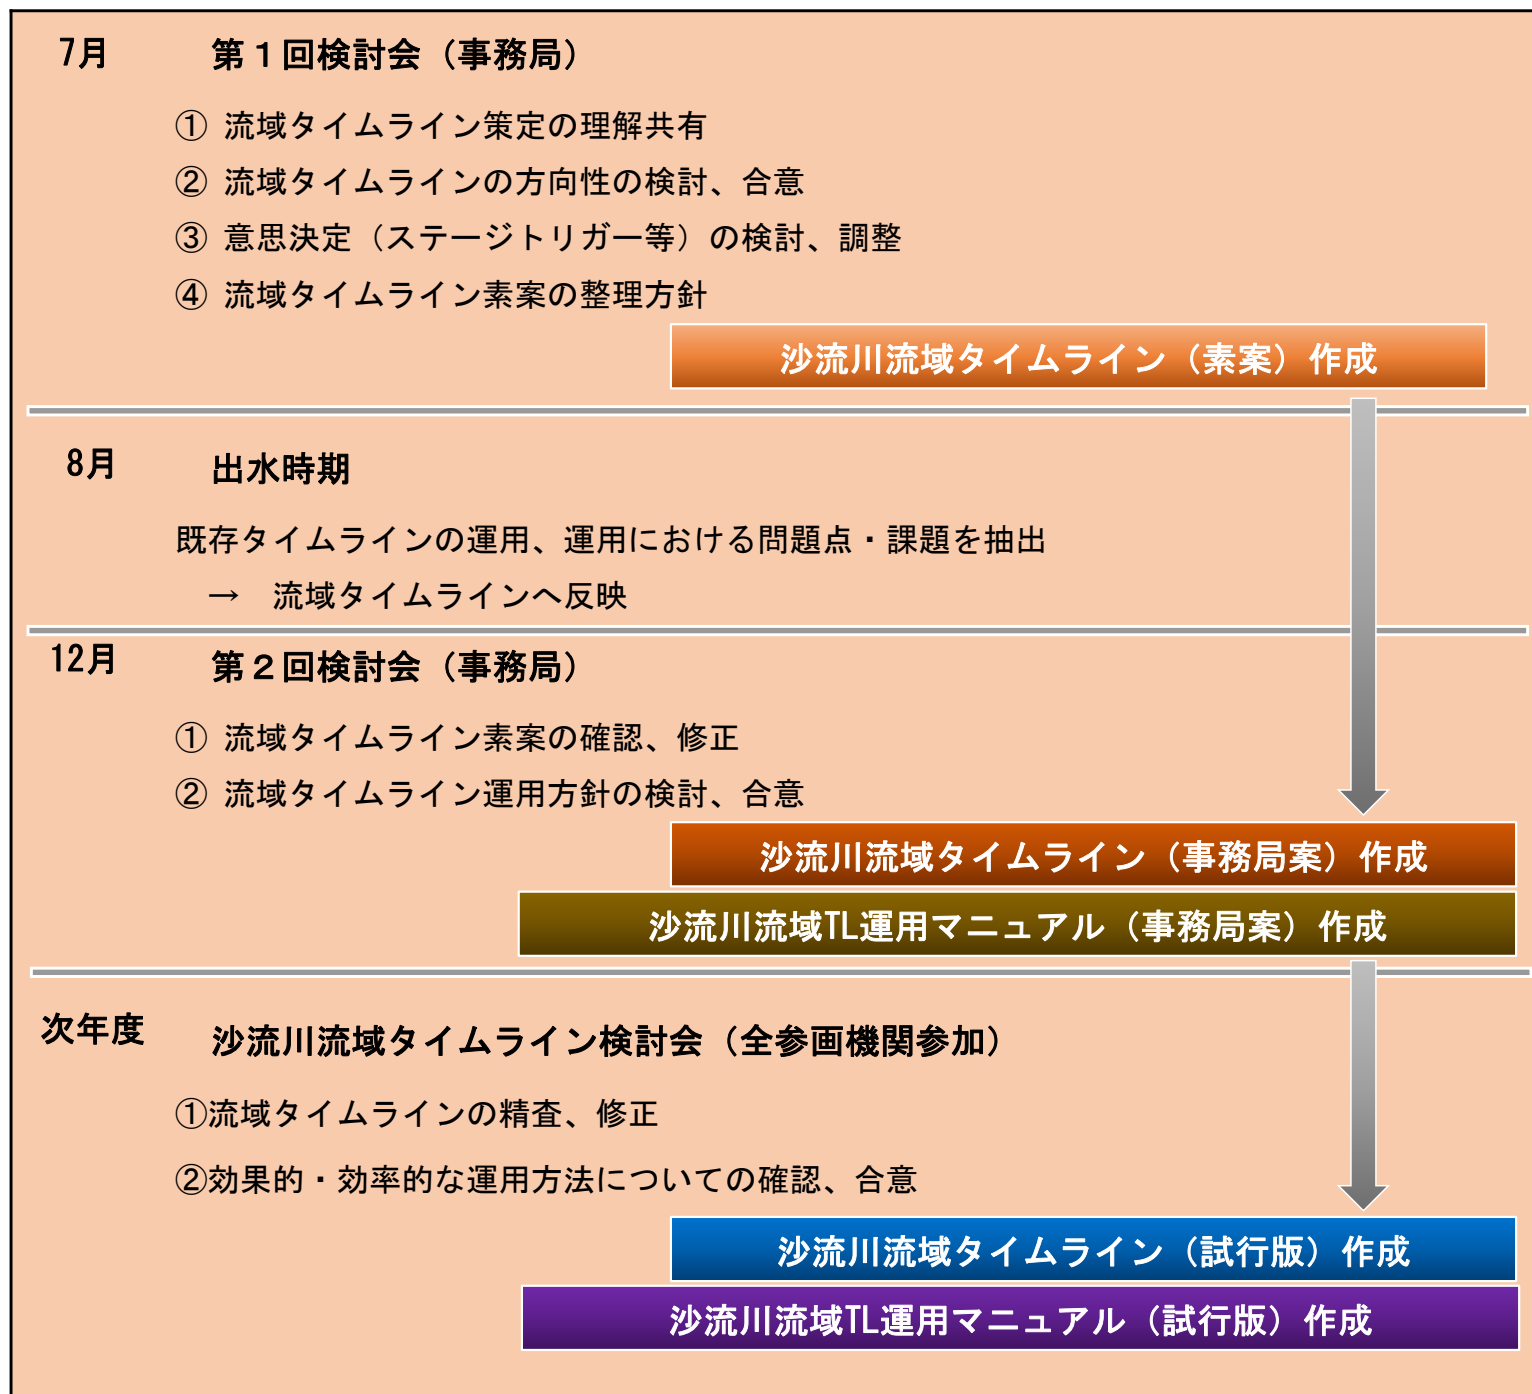 7月 第１回検討会（事務局）
① 流域タイムライン策定の理解共有
② 流域タイムラインの方向性の検討、合意
③ 意思決定（ステージトリガー等）の検討、調整
④ 流域タイムライン素案の整理方針
沙流川流域タイムライン（素案）作成
8月 出水時期
既存タイムラインの運用、運用における問題点・課題を抽出
→ 流域タイムラインへ反映
12月 第２回検討会（事務局）
① 流域タイムライン素案の確認、修正
② 流域タイムライン運用方針の検討、合意
沙流川流域タイムライン（事務局案）作成
沙流川流域TL運用マニュアル（事務局案）作成
次年度 沙流川流域タイムライン検討会（全参画機関参加）
①流域タイムラインの精査、修正
②効果的・効率的な運用方法についての確認、合意
沙流川流域タイムライン（試行版）作成
沙流川流域TL運用マニュアル（試行版）作成